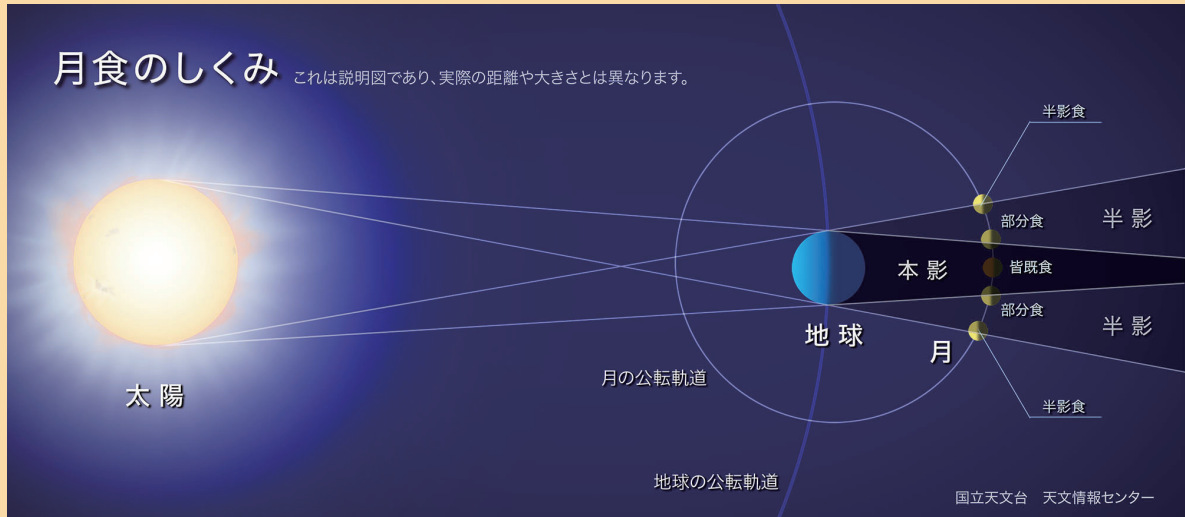 月食のしくみ これは説明図であり、実際の距離や大きさとは異なります。
半影食
部分食
半影
本影
皆既食
部分食
半影
地球
月
月の公転軌道
太陽
半影食
地球の公転軌道
国立天文台 天文情報センター